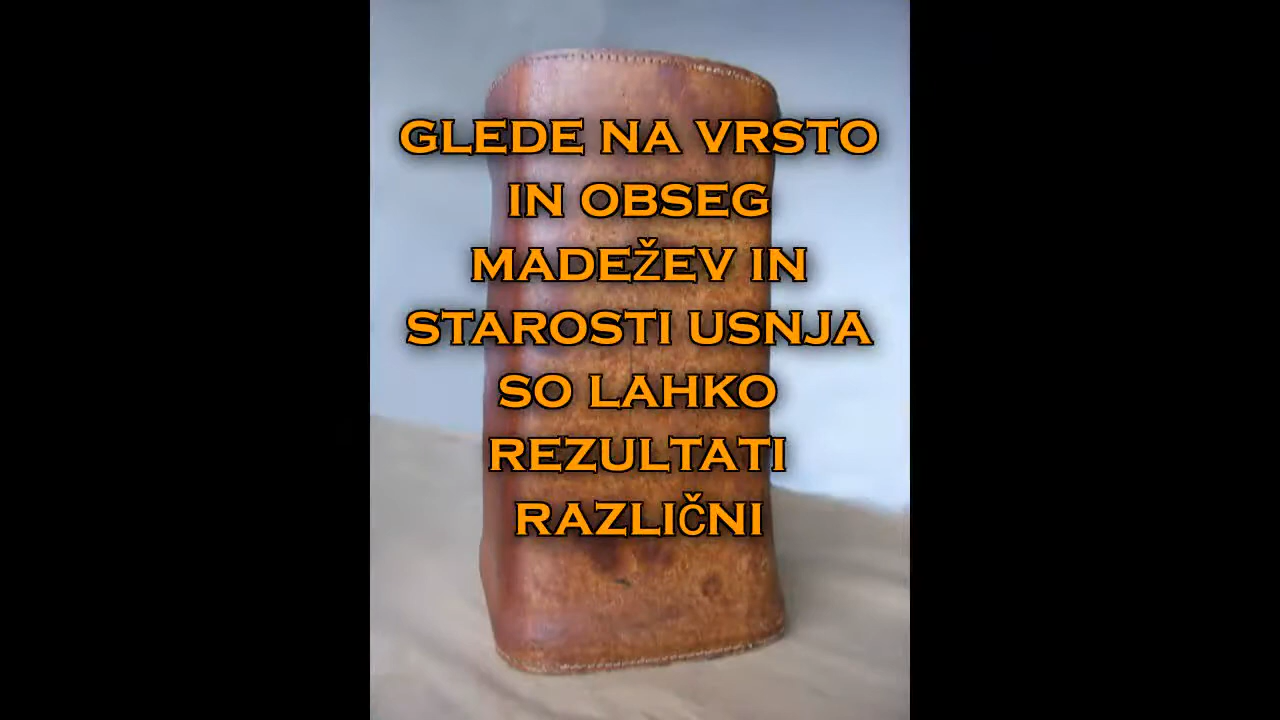 GLEDE NA VRSTO
IN OBSEG
MADEŽEV IN
STAROSTI USNJA
SO LAHKO
REZULTATI
RAZLIČNI